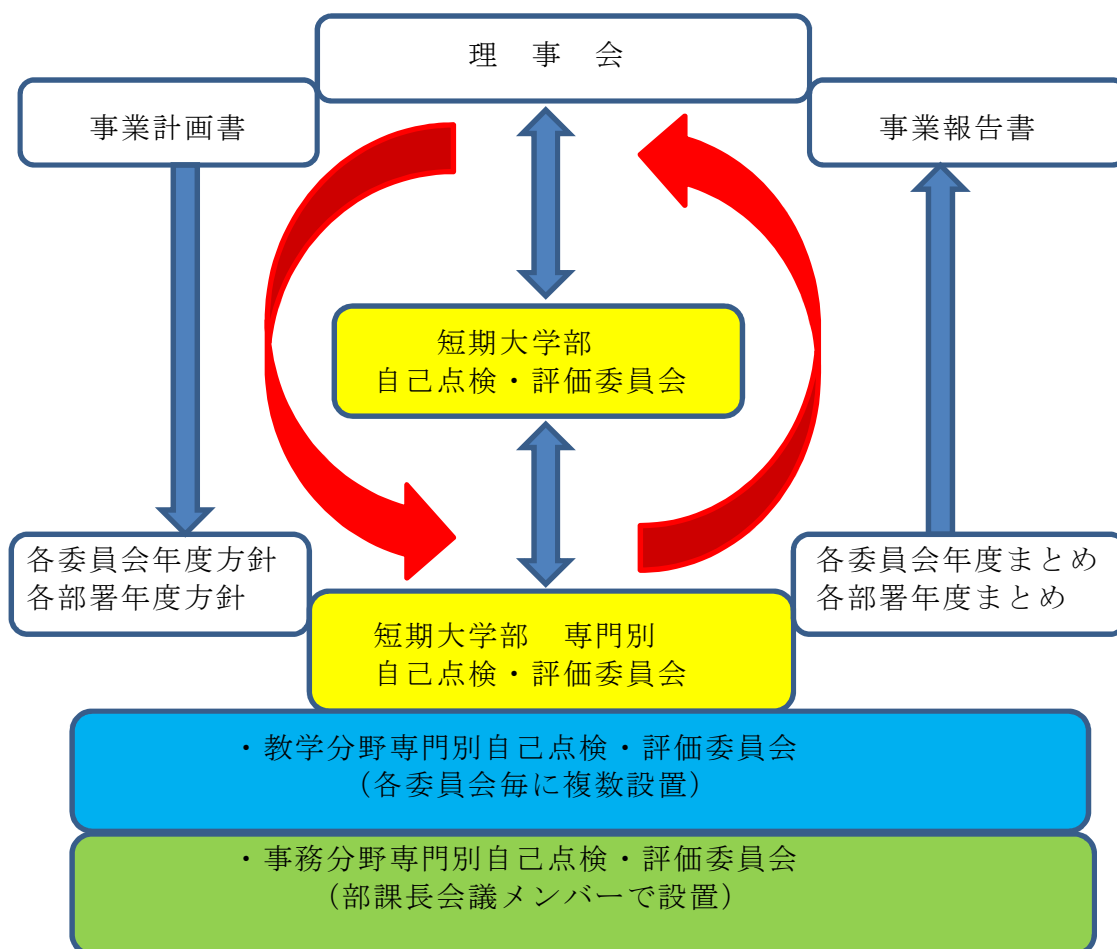 理　事　会
事業計画書
事業報告書
短期大学部
自己点検・評価委員会
各委員会年度方針
各部署年度方針
各委員会年度まとめ
各部署年度まとめ
短期大学部　専門別
自己点検・評価委員会
・教学分野専門別自己点検・評価委員会
（各委員会毎に複数設置）
・事務分野専門別自己点検・評価委員会
（部課長会議メンバーで設置）